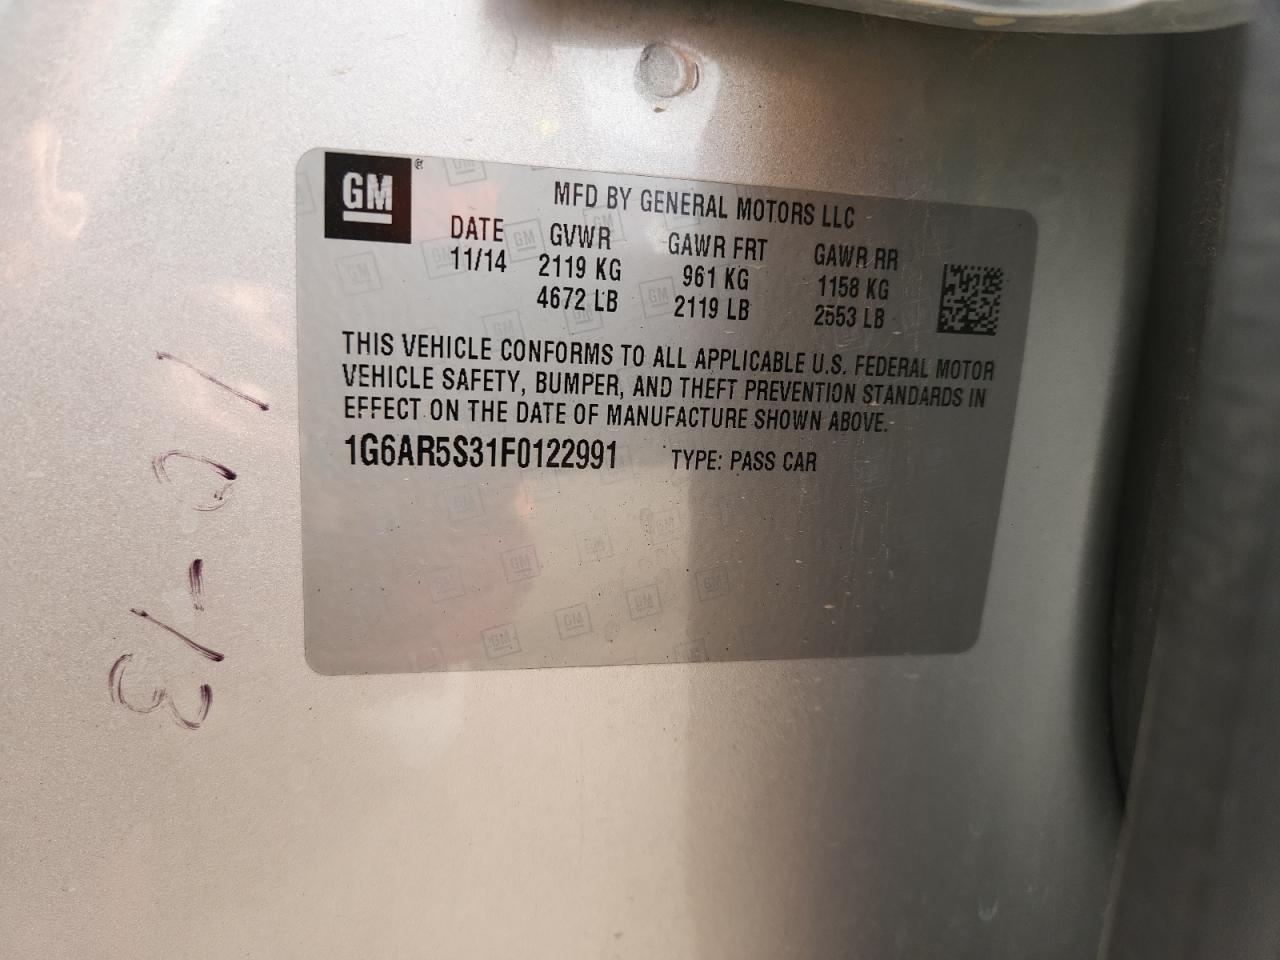 GM
MFD BY GENERAL MOTORS LLC
DATE GVWR GAWR FRT GAWR RR
11/14 2119 KG 961 KG 1158 KG
4672 LB 2119 LB 2553 LB
THIS VEHICLE CONFORMS TO ALL APPLICABLE U.S. FEDERAL MOTOR
VEHICLE SAFETY, BUMPER, AND THEFT PREVENTION STANDARDS IN
EFFECT ON THE DATE OF MANUFACTURE SHOWN ABOVE.
1G6AR5S31F0122991 TYPE: PASS CAR